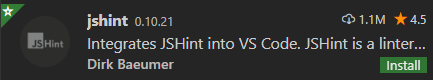 jshint 0.10.21 1.1M 4.5
JSHint
Integrates JSHint into VS Code. JSHint is a linter...
Dirk Baeumer Install